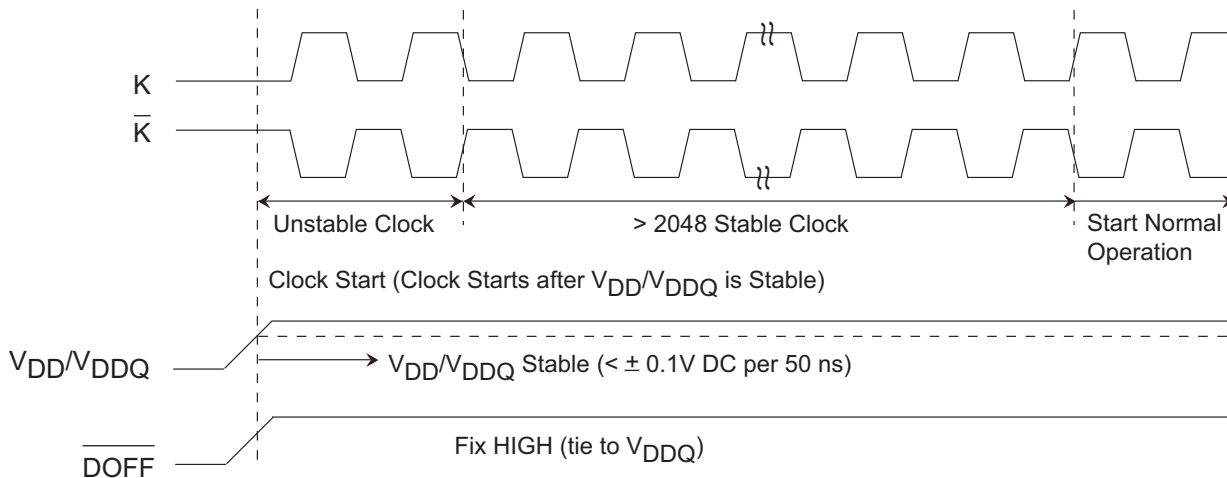 K
K̅
Unstable Clock
> 2048 Stable Clock
Start Normal
Operation
Clock Start (Clock Starts after VDD/VDDQ is Stable)
VDD/VDDQ
VDD/VDDQ Stable (< ± 0.1V DC per 50 ns)
D̅O̅F̅F̅
Fix HIGH (tie to VDDQ)